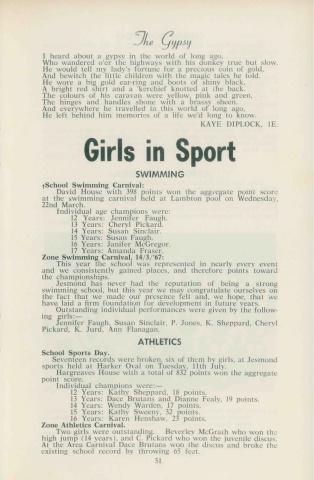 The Gypsy
I heard about a gypsy in the world of long ago,
Who wandered o'er the highways with his donkey true but slow.
He would tell my lady's fortune for a precious coin of gold,
And bewitch the little children with the magic tales he told.
He wore a big gold ear-ring and boots of shiny black,
A bright red shirt and a 'kerchief knotted at the back.
The colours of his caravan were yellow, pink and green,
The hinges and handles shone with a brassy sheen.
And everywhere he travelled in this world of long ago,
He left behind him memories of a life we'd long to know.
KAYE DIPLOCK, 1E.
Girls in Sport
SWIMMING
School Swimming Carnival:
David House with 398 points won the aggregate point score
at the swimming carnival held at Lambton pool on Wednesday,
22nd March.
Individual age champions were:
12 Years: Jennifer Faugh.
13 Years: Cheryl Pickard.
14 Years: Susan Sinclair.
15 Years: Susan Faugh.
16 Years: Janifer McGregor.
17 Years: Amanda Fraser.
Zone Swimming Carnival, 14/3/'67:
This year the school was represented in nearly every event
and we consistently gained places, and therefore points toward
the championships.
Jesmond has never had the reputation of being a strong
swimming school, but this year we may congratulate ourselves on
the fact that we made our presence felt and, we hope, that we
have laid a firm foundation for development in future years.
Outstanding individual performances were given by the follow-
ing girls:—
Jennifer Faugh, Susan Sinclair, P. Jones, K. Sheppard, Cheryl
Pickard, K. Jurd, Ann Flanagan.
ATHLETICS
School Sports Day.
Seventeen records were broken, six of them by girls, at Jesmond
sports held at Harker Oval on Tuesday, 11th July.
Hargreaves House with a total of 832 points won the aggregate
point score.
Individual champions were:—
12 Years: Kathy Sheppard, 18 points.
13 Years: Dace Brutans and Dianne Fealy, 19 points.
14 Years: Wendy Warden, 17 points.
15 Years: Kathy Sweeny, 32 points.
16 Years: Karen Henshaw, 23 points.
Zone Athletics Carnival.
Two girls were outstanding. Beverley McGrath who won the
high jump (14 years), and C. Pickard who won the juvenile discus.
At the Area Carnival Dace Brutans won the discus and broke the
existing school record by throwing 65 feet.
51